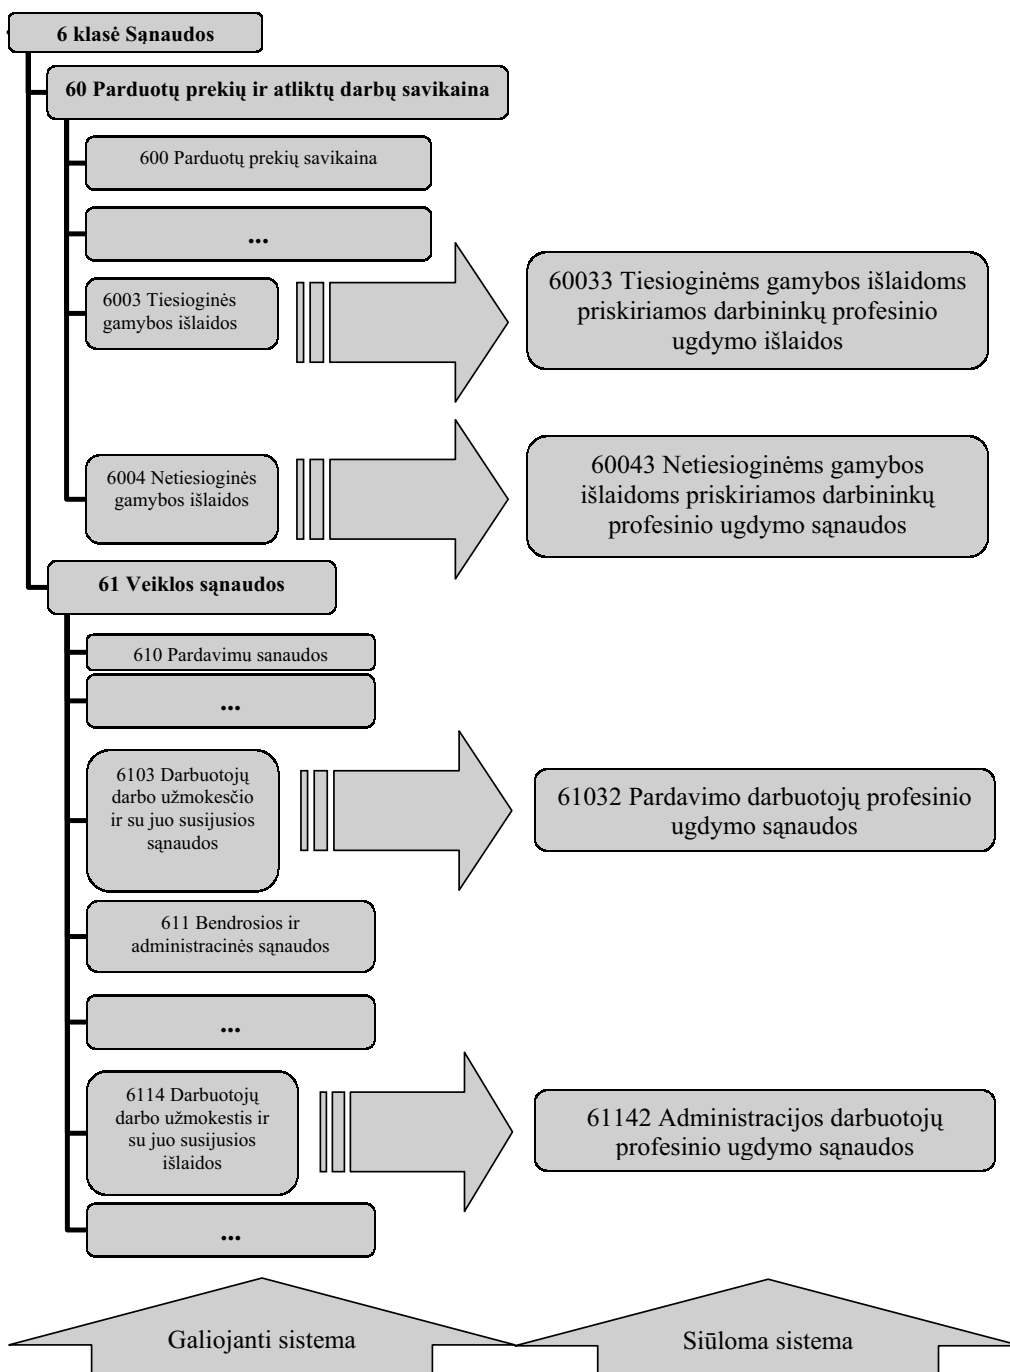 6 klasė Sąnaudos
60 Parduotų prekių ir atliktų darbų savikaina
600 Parduotų prekių savikaina
...
6003 Tiesioginės
gamybos išlaidos
60033 Tiesioginėms gamybos išlaidoms
priskiriamos darbininkų profesinio
ugdymo išlaidos
6004 Netiesioginės
gamybos išlaidos
60043 Netiesioginėms gamybos
išlaidoms priskiriamos darbininkų
profesinio ugdymo sąnaudos
61 Veiklos sąnaudos
610 Pardavimu sanaudos
...
6103 Darbuotojų
darbo užmokesčio
ir su juo susijusios
sąnaudos
61032 Pardavimo darbuotojų profesinio
ugdymo sąnaudos
611 Bendrosios ir
administracinės sąnaudos
...
6114 Darbuotojų
darbo užmokestis ir
su juo susijusios
išlaidos
61142 Administracijos darbuotojų
profesinio ugdymo sąnaudos
...
Galiojanti sistema
Siūloma sistema